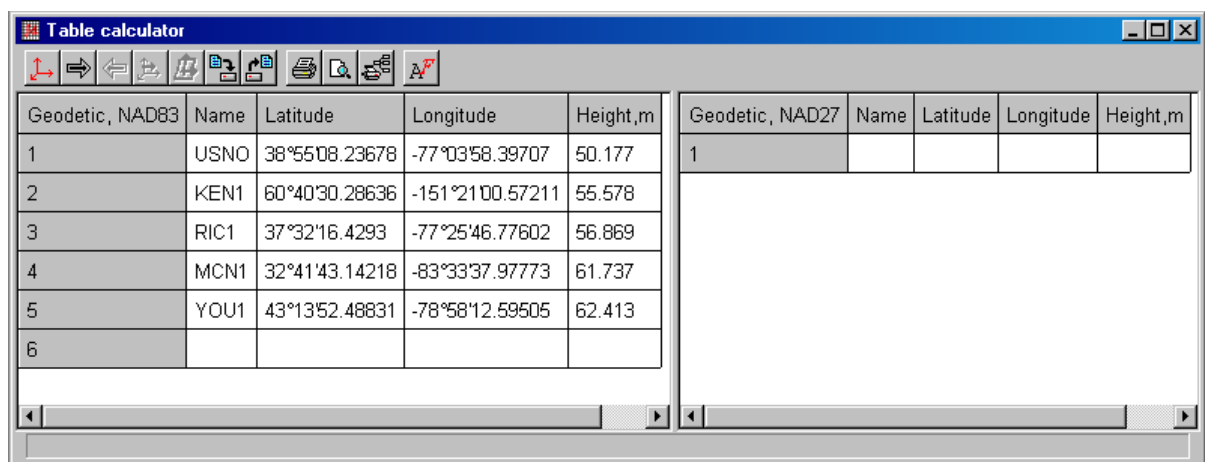 Table calculator
Geodetic, NAD83 Name Latitude Longitude Height,m
1 USNO 38°55'08.23678 -77°03'58.39707 50.177
2 KEN1 60°40'30.28636 -151°21'00.57211 55.578
3 RIC1 37°32'16.4293 -77°25'46.77602 56.869
4 MCN1 32°41'43.14218 -83°33'37.97773 61.737
5 YOU1 43°13'52.48831 -78°58'12.59505 62.413
6
Geodetic, NAD27 Name Latitude Longitude Height,m
1